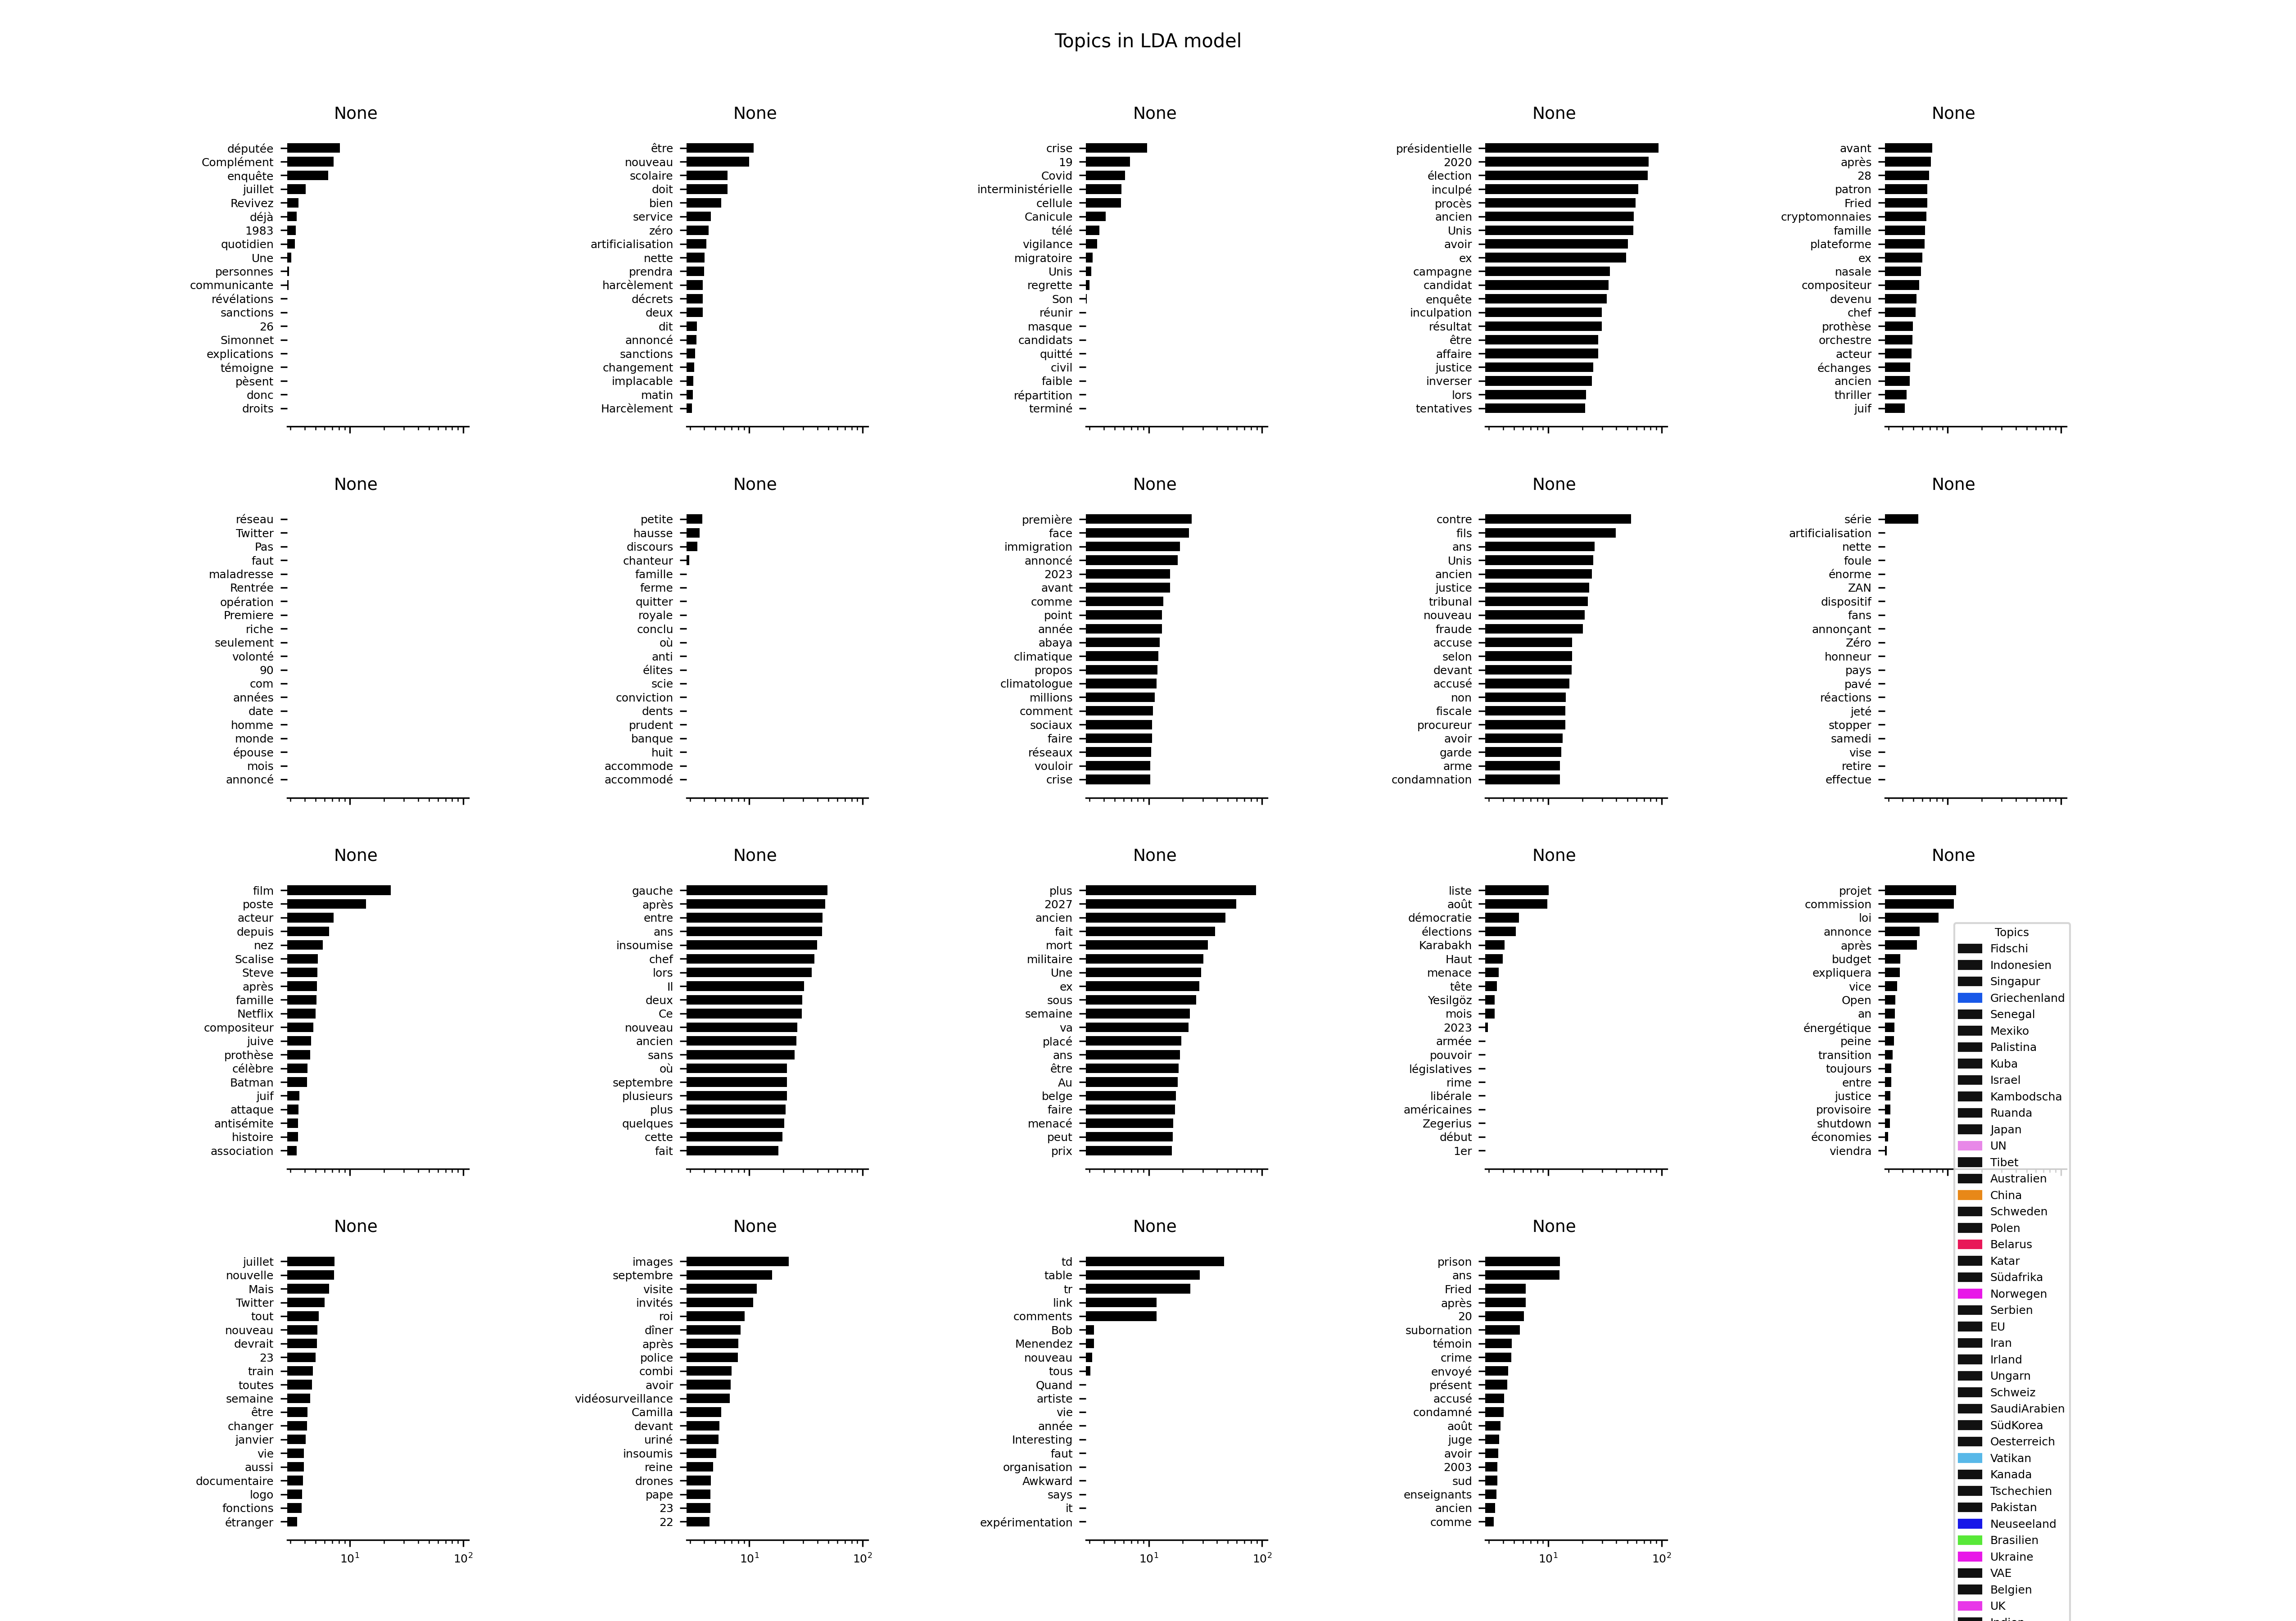 Topics in LDA model
None
députée
Complément
enquête
juillet
Revivez
déjà
1983
quotidien
Une
personnes
communicante
révélations
sanctions
26
Simonnet
explications
témoigne
pèsent
donc
droits
None
être
nouveau
scolaire
doit
bien
service
zéro
artificialisation
nette
prendra
harcèlement
décrets
deux
dit
annoncé
sanctions
changement
implacable
matin
Harcèlement
None
crise
19
Covid
interministérielle
cellule
Canicule
télé
vigilance
migratoire
Unis
regrette
Son
réunir
masque
candidats
quitté
civil
faible
répartition
terminé
None
présidentielle
2020
élection
inculpé
procès
ancien
Unis
avoir
ex
campagne
candidat
enquête
inculpation
résultat
être
affaire
justice
inverser
lors
tentatives
None
avant
après
28
patron
Fried
cryptomonnaies
famille
plateforme
ex
nasale
compositeur
devenu
chef
prothèse
orchestre
acteur
échanges
ancien
thriller
juif
None
réseau
Twitter
Pas
faut
maladresse
Rentrée
opération
Premiere
riche
seulement
volonté
90
com
années
date
homme
monde
épouse
mois
annoncé
None
petite
hausse
discours
chanteur
famille
ferme
quitter
royale
conclu
où
anti
élites
scie
conviction
dents
prudent
banque
huit
accommode
accommodé
None
première
face
immigration
annoncé
2023
avant
comme
point
année
abaya
climatique
propos
climatologue
millions
comment
sociaux
faire
réseaux
vouloir
crise
None
contre
fils
ans
Unis
ancien
justice
tribunal
nouveau
fraude
accuse
selon
devant
accusé
non
fiscale
procureur
avoir
garde
arme
condamnation
None
série
artificialisation
nette
foule
énorme
ZAN
dispositif
fans
annonçant
Zéro
honneur
pays
pavé
réactions
jeté
stopper
samedi
vise
retire
effectue
None
film
poste
acteur
depuis
nez
Scalise
Steve
après
famille
Netflix
compositeur
juive
prothèse
célèbre
Batman
juif
attaque
antisémite
histoire
association
None
gauche
après
entre
ans
insoumise
chef
lors
Il
deux
Ce
nouveau
ancien
sans
où
septembre
plusieurs
plus
quelques
cette
fait
None
plus
2027
ancien
fait
mort
militaire
Une
ex
sous
semaine
va
placé
ans
être
Au
belge
faire
menacé
peut
prix
None
liste
août
démocratie
élections
Karabakh
Haut
menace
tête
Yesilgöz
mois
2023
armée
pouvoir
législatives
rime
libérale
américaines
Zegerius
début
1er
None
projet
commission
loi
annonce
après
budget
expliquera
vice
Open
an
énergétique
peine
transition
toujours
entre
justice
provisoire
shutdown
économies
viendra
None
juillet
nouvelle
Mais
Twitter
tout
nouveau
devrait
23
train
toutes
semaine
être
changer
janvier
vie
aussi
documentaire
logo
fonctions
étranger
10¹ 10²
None
images
septembre
visite
invités
roi
dîner
après
police
combi
avoir
vidéosurveillance
Camilla
devant
uriné
insoumis
reine
drones
pape
23
22
10¹ 10²
None
td
table
tr
link
comments
Bob
Menendez
nouveau
tous
Quand
artiste
vie
année
Interesting
faut
organisation
Awkward
says
it
expérimentation
10¹ 10²
None
prison
ans
Fried
après
20
subornation
témoin
crime
envoyé
présent
accusé
condamné
août
juge
avoir
2003
sud
enseignants
ancien
comme
10¹ 10²
Topics
Fidschi
Indonesien
Singapur
Griechenland
Senegal
Mexiko
Palistina
Kuba
Israel
Kambodscha
Ruanda
Japan
UN
Tibet
Australien
China
Schweden
Polen
Belarus
Katar
Südafrika
Norwegen
Serbien
EU
Iran
Irland
Ungarn
Schweiz
SaudiArabien
SüdKorea
Oesterreich
Vatikan
Kanada
Tschechien
Pakistan
Neuseeland
Brasilien
Ukraine
VAE
Belgien
UK